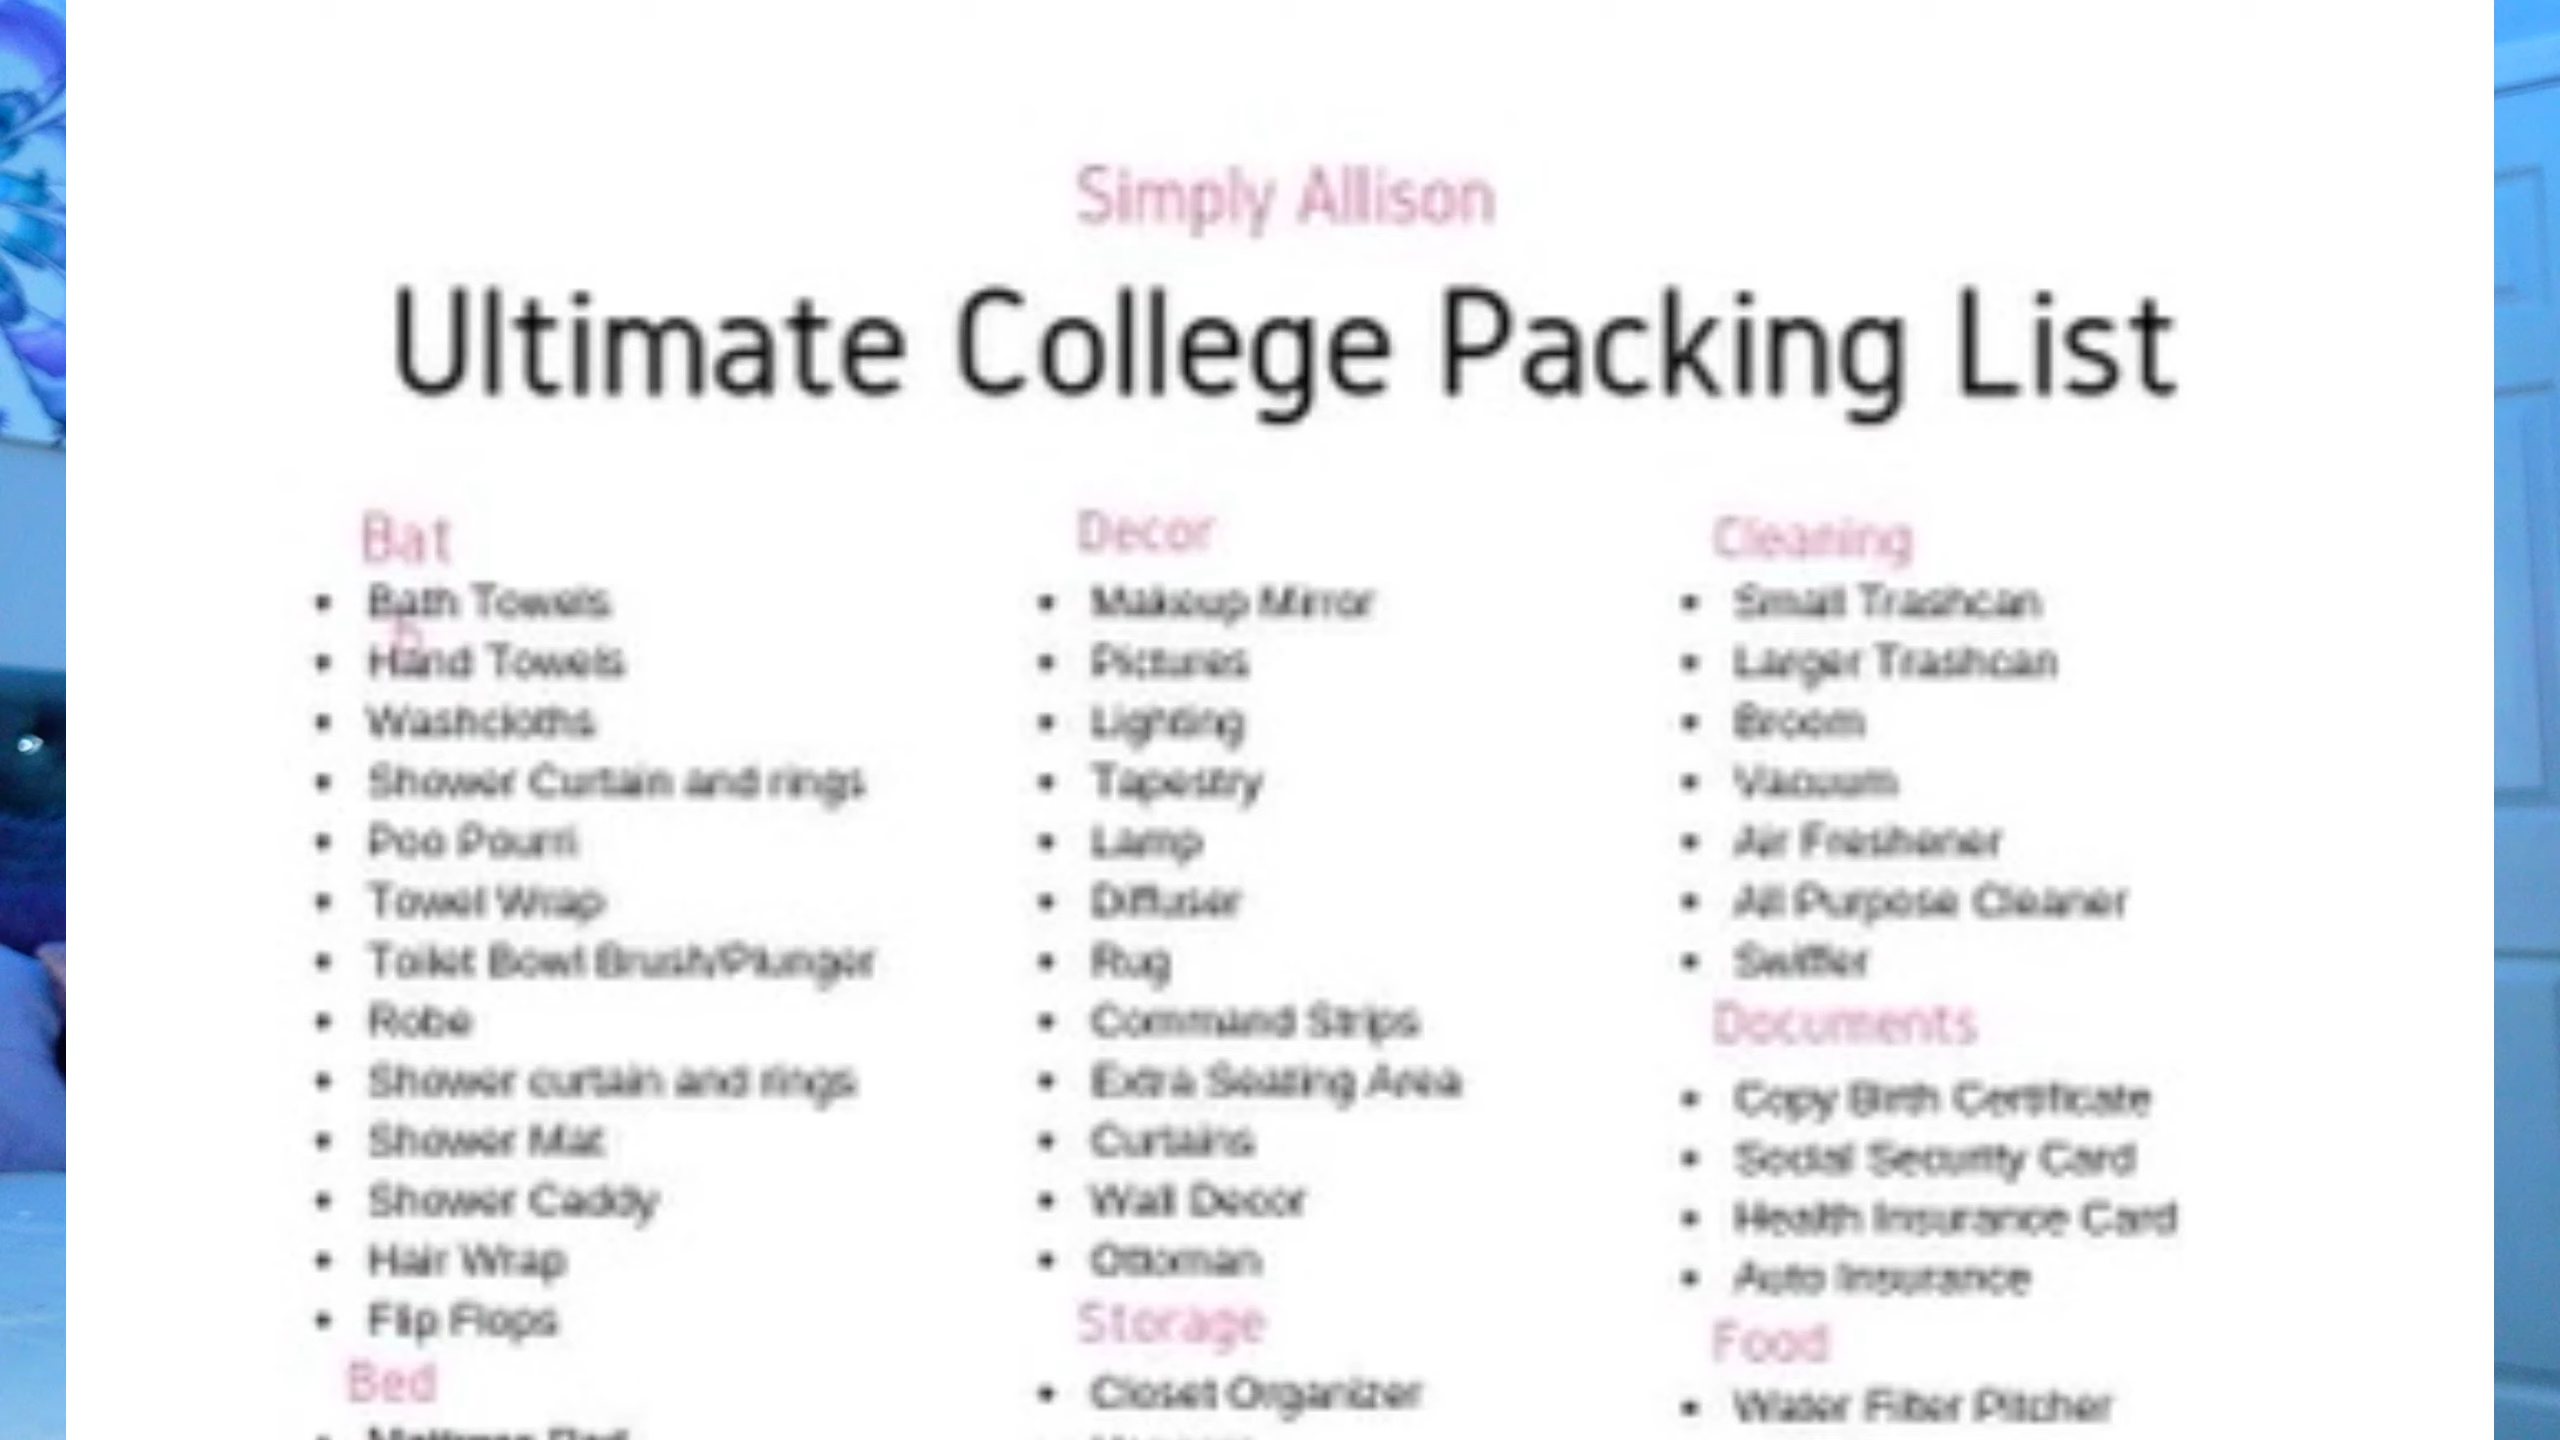 Simply Allison
Ultimate College Packing List
Bat
h
• Bath Towels
• Hand Towels
• Washcloths
• Shower Curtain and rings
• Poo Pourri
• Towel Wrap
• Toilet Bowl Brush/Plunger
• Robe
• Shower curtain and rings
• Shower Mat
• Shower Caddy
• Hair Wrap
• Flip Flops
Bed
• Mattress Pad
Decor
• Makeup Mirror
• Pictures
• Lighting
• Tapestry
• Lamp
• Diffuser
• Rug
• Command Strips
• Extra Seating Area
• Curtains
• Wall Decor
• Ottoman
Storage
• Closet Organizer
Cleaning
• Small Trashcan
• Larger Trashcan
• Broom
• Vacuum
• Air Freshener
• All Purpose Cleaner
• Swiffer
Documents
• Copy Birth Certificate
• Social Security Card
• Health Insurance Card
• Auto Insurance
Food
• Water Filter Pitcher